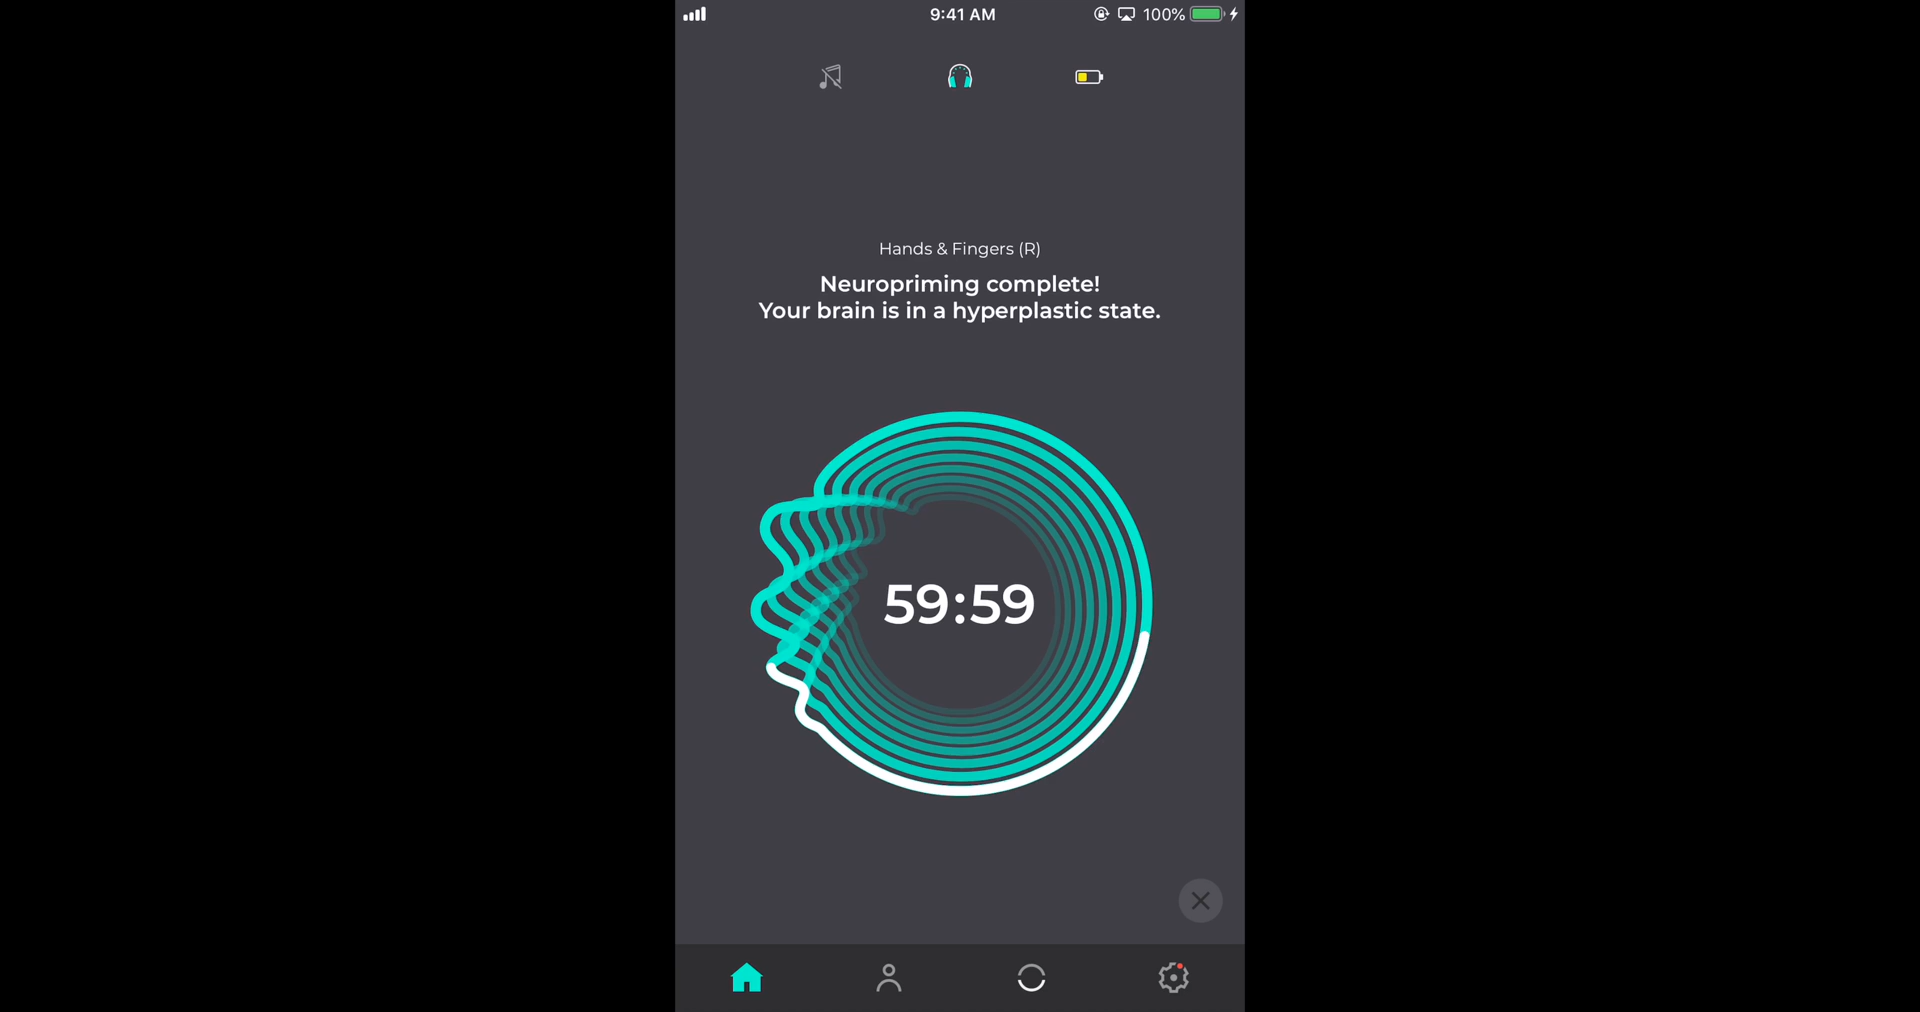 9:41 AM
100%
Hands & Fingers (R)
Neuropriming complete!
Your brain is in a hyperplastic state.
59:59